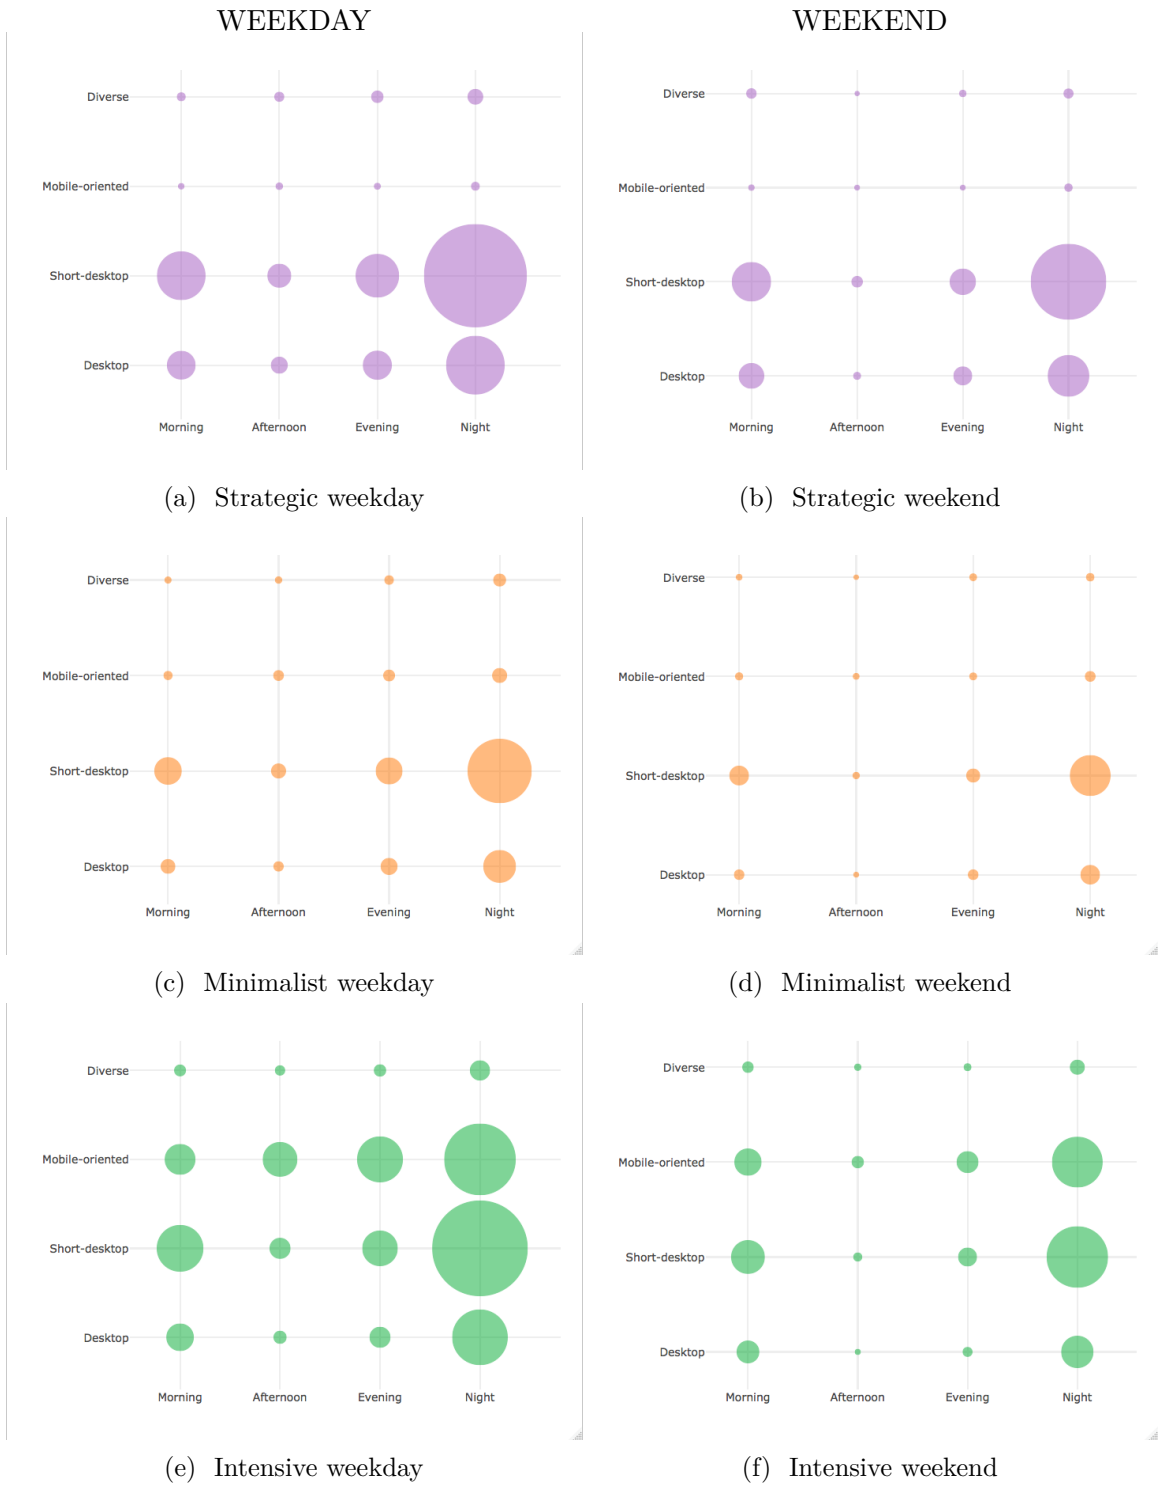 WEEKDAY
WEEKEND
Diverse
Mobile-oriented
Short-desktop
Desktop
Morning Afternoon Evening Night
(a) Strategic weekday
Diverse
Mobile-oriented
Short-desktop
Desktop
Morning Afternoon Evening Night
(b) Strategic weekend
Diverse
Mobile-oriented
Short-desktop
Desktop
Morning Afternoon Evening Night
(c) Minimalist weekday
Diverse
Mobile-oriented
Short-desktop
Desktop
Morning Afternoon Evening Night
(d) Minimalist weekend
Diverse
Mobile-oriented
Short-desktop
Desktop
Morning Afternoon Evening Night
(e) Intensive weekday
Diverse
Mobile-oriented
Short-desktop
Desktop
Morning Afternoon Evening Night
(f) Intensive weekend